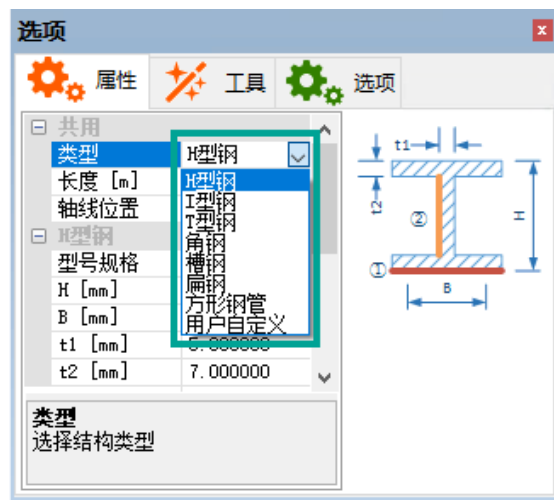 选项
属性 工具 选项
共用
类型 H型钢
长度 [m] H型钢
轴线位置 I型钢
T型钢
H型钢 角钢
型号规格 槽钢
H [mm] 扁钢
B [mm] 方形钢管
用户自定义
t1 [mm]
t2 [mm] 7.000000
类型
选择结构类型
t1
t2
②
H
①
B